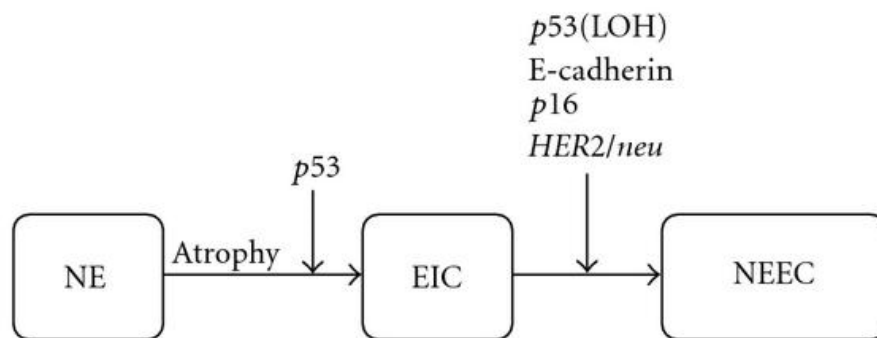 p53(LOH)
E-cadherin
p16
HER2/neu
p53
NE
Atrophy
EIC
NEEC